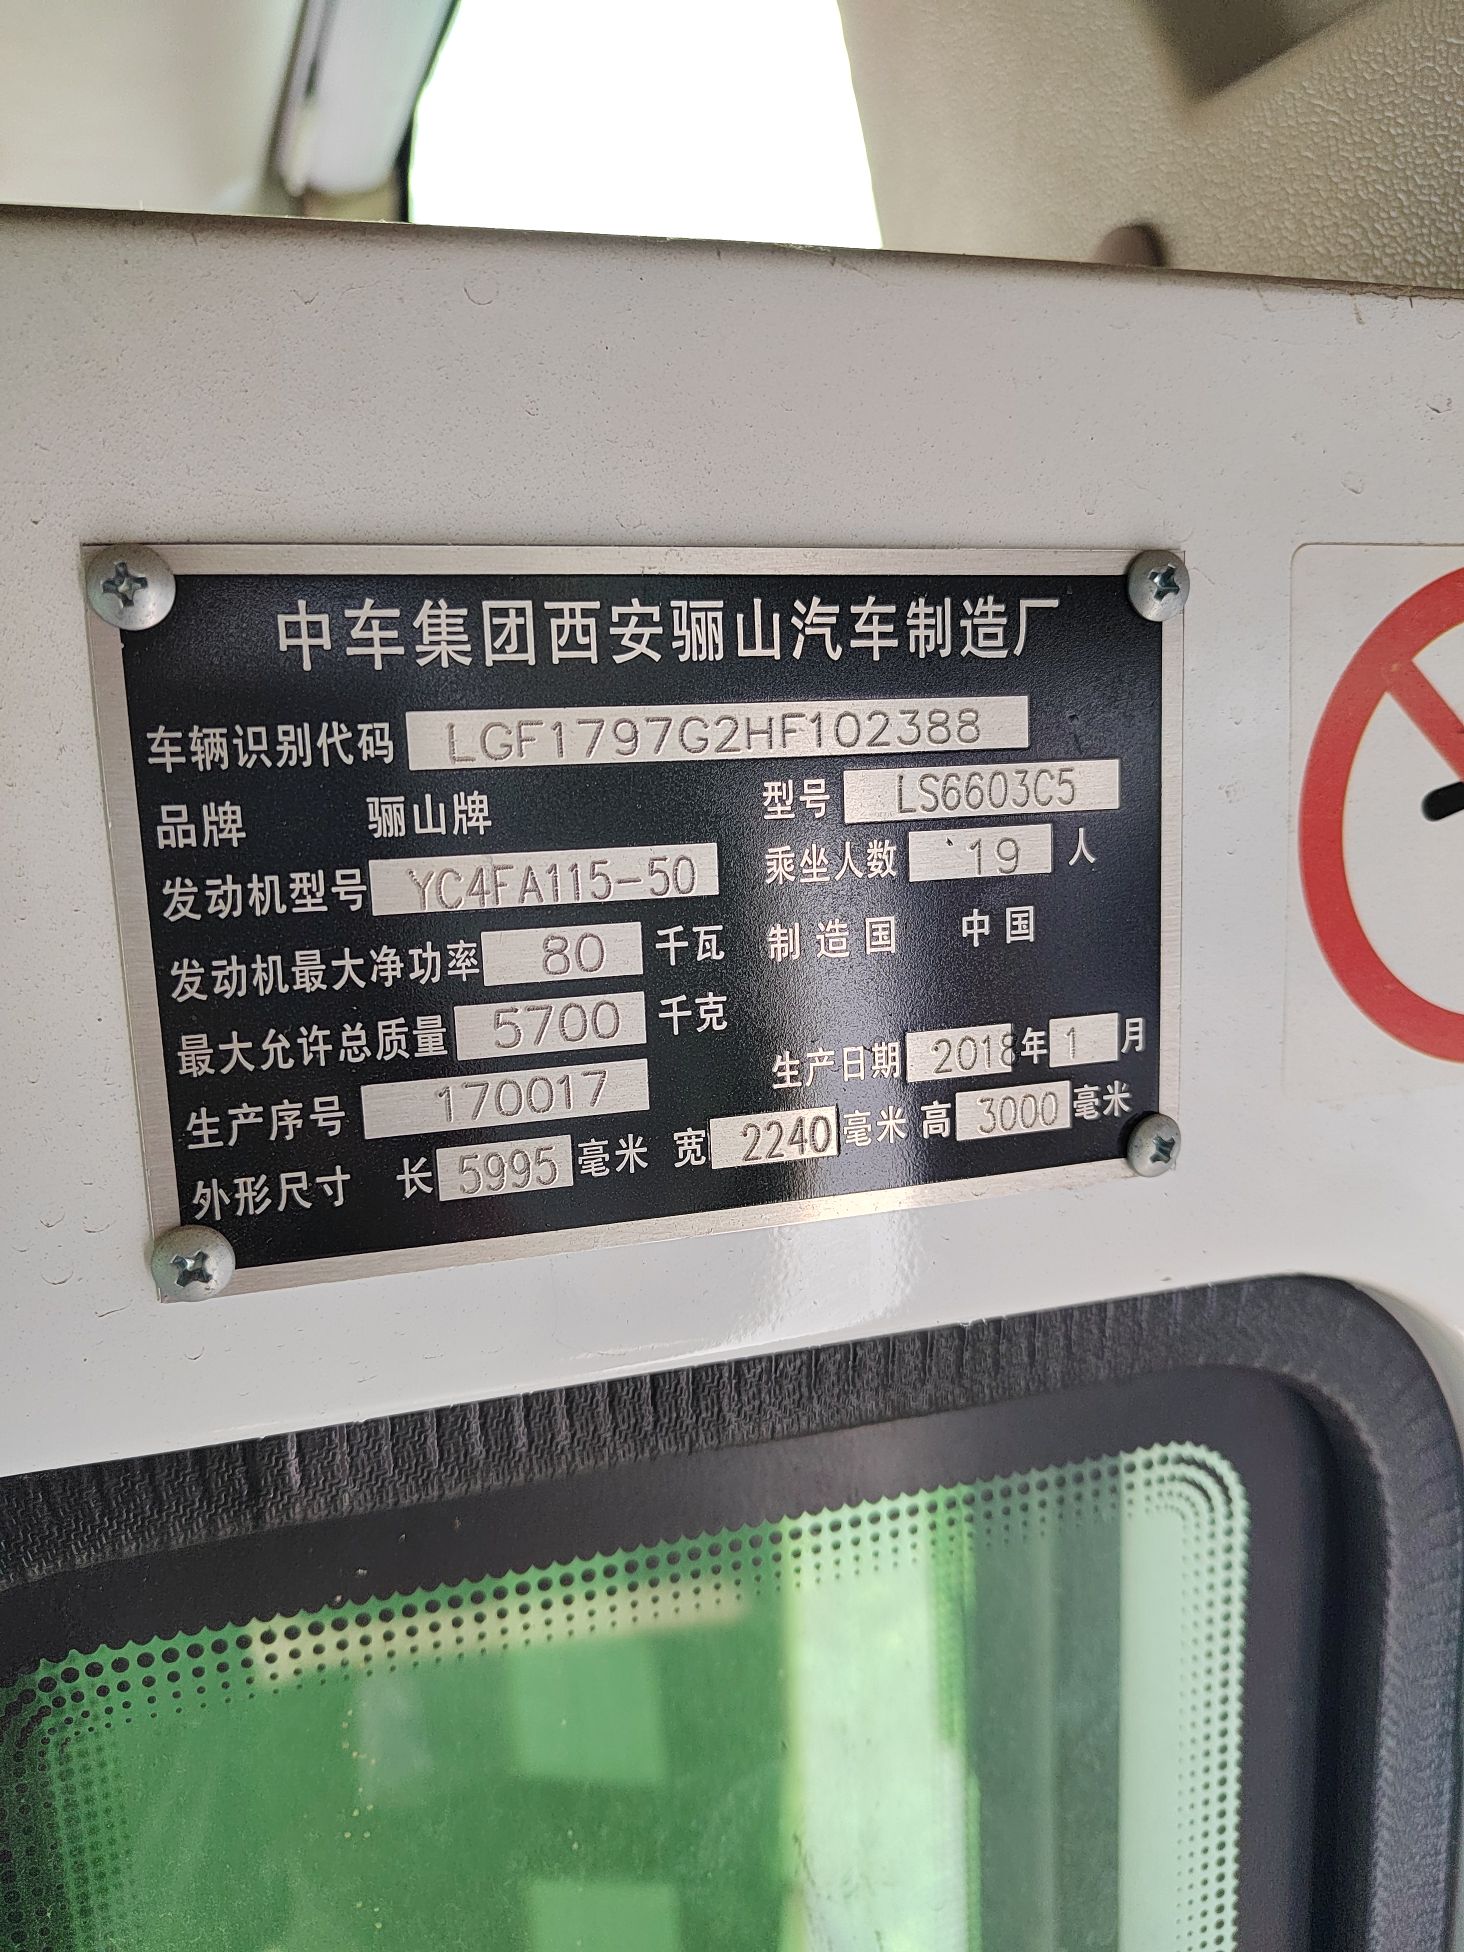 中车集团西安骊山汽车制造厂
车辆识别代码 LGF1797G2HF102388
品牌 骊山牌 型号 LS6603C5
发动机型号 YC4FA115-50 乘坐人数 19 人
发动机最大净功率 80 千瓦 制造国 中国
最大允许总质量 5700 千克
生产序号 170017 生产日期 2018年 1 月
外形尺寸 长 5995 毫米 宽 2240 毫米 高 3000 毫米